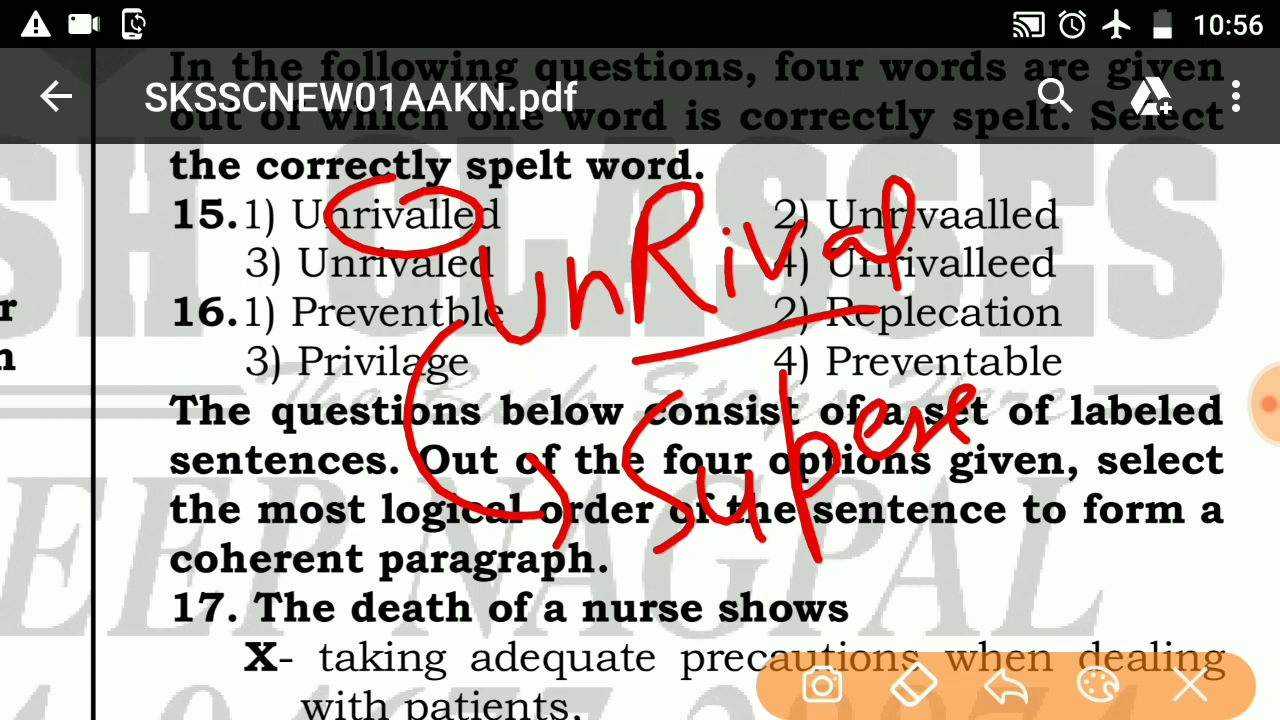 10:56
In the following questions, four words are given
SKSSCNEW01AAKN.pdf
out of which one word is correctly spelt. Select
the correctly spelt word.
15. 1) Unrivalled 2) Unrivaalled
3) Unrivaled 4) Unrivalleed
UnRival
16. 1) Preventble 2) Replecation
3) Privilage 4) Preventable
The questions below consist of a set of labeled
sentences. Out of the four options given, select
the most logical order of the sentence to form a
coherent paragraph.
17. The death of a nurse shows
X- taking adequate precautions when dealing
with patients,